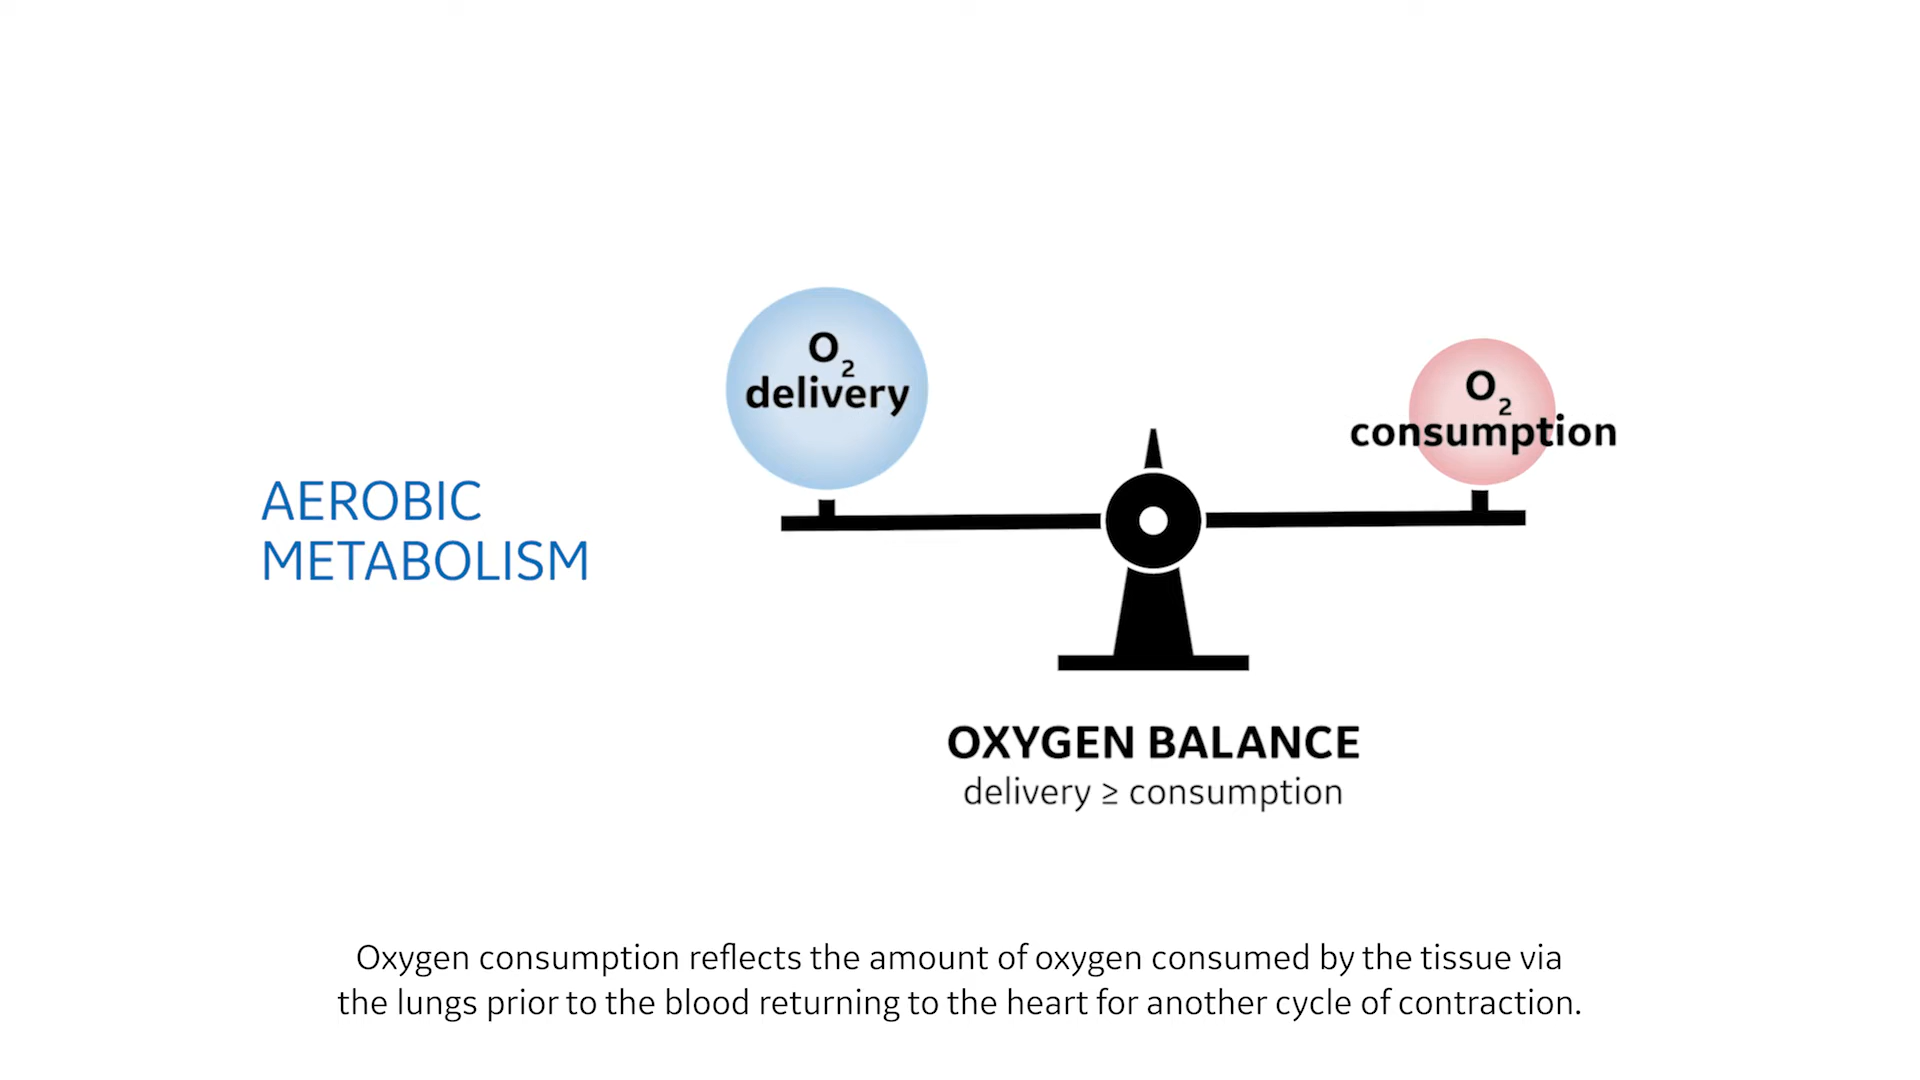 O₂
delivery
O₂
consumption
AEROBIC
METABOLISM
OXYGEN BALANCE
delivery ≥ consumption
Oxygen consumption reflects the amount of oxygen consumed by the tissue via
the lungs prior to the blood returning to the heart for another cycle of contraction.